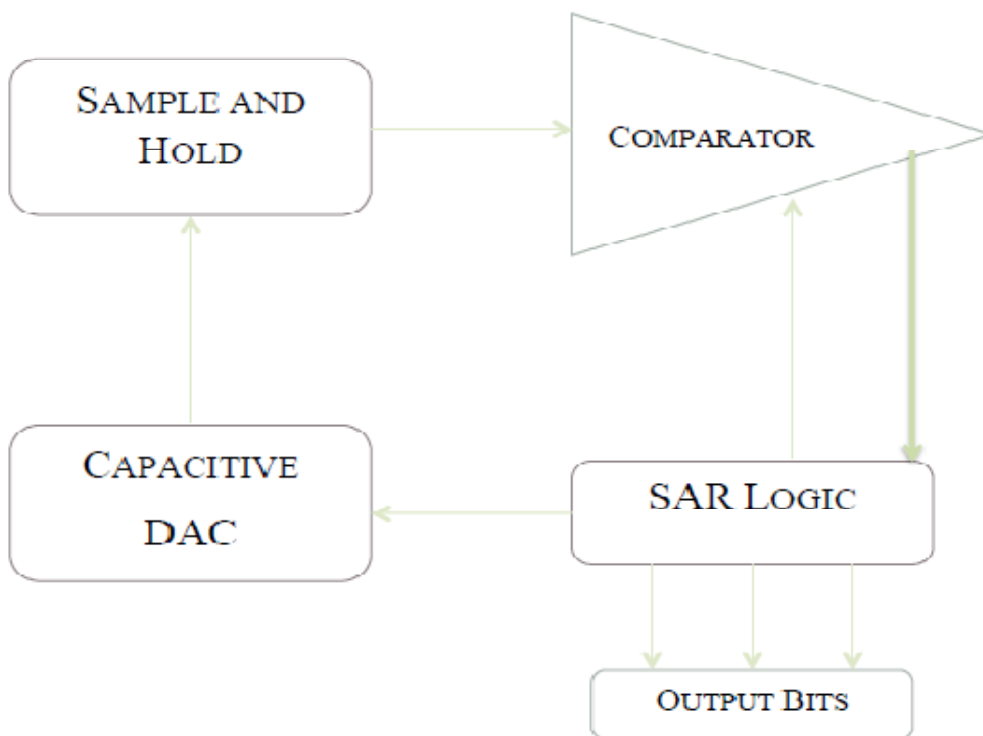 SAMPLE AND
HOLD
COMPARATOR
CAPACITIVE
DAC
SAR LOGIC
OUTPUT BITS